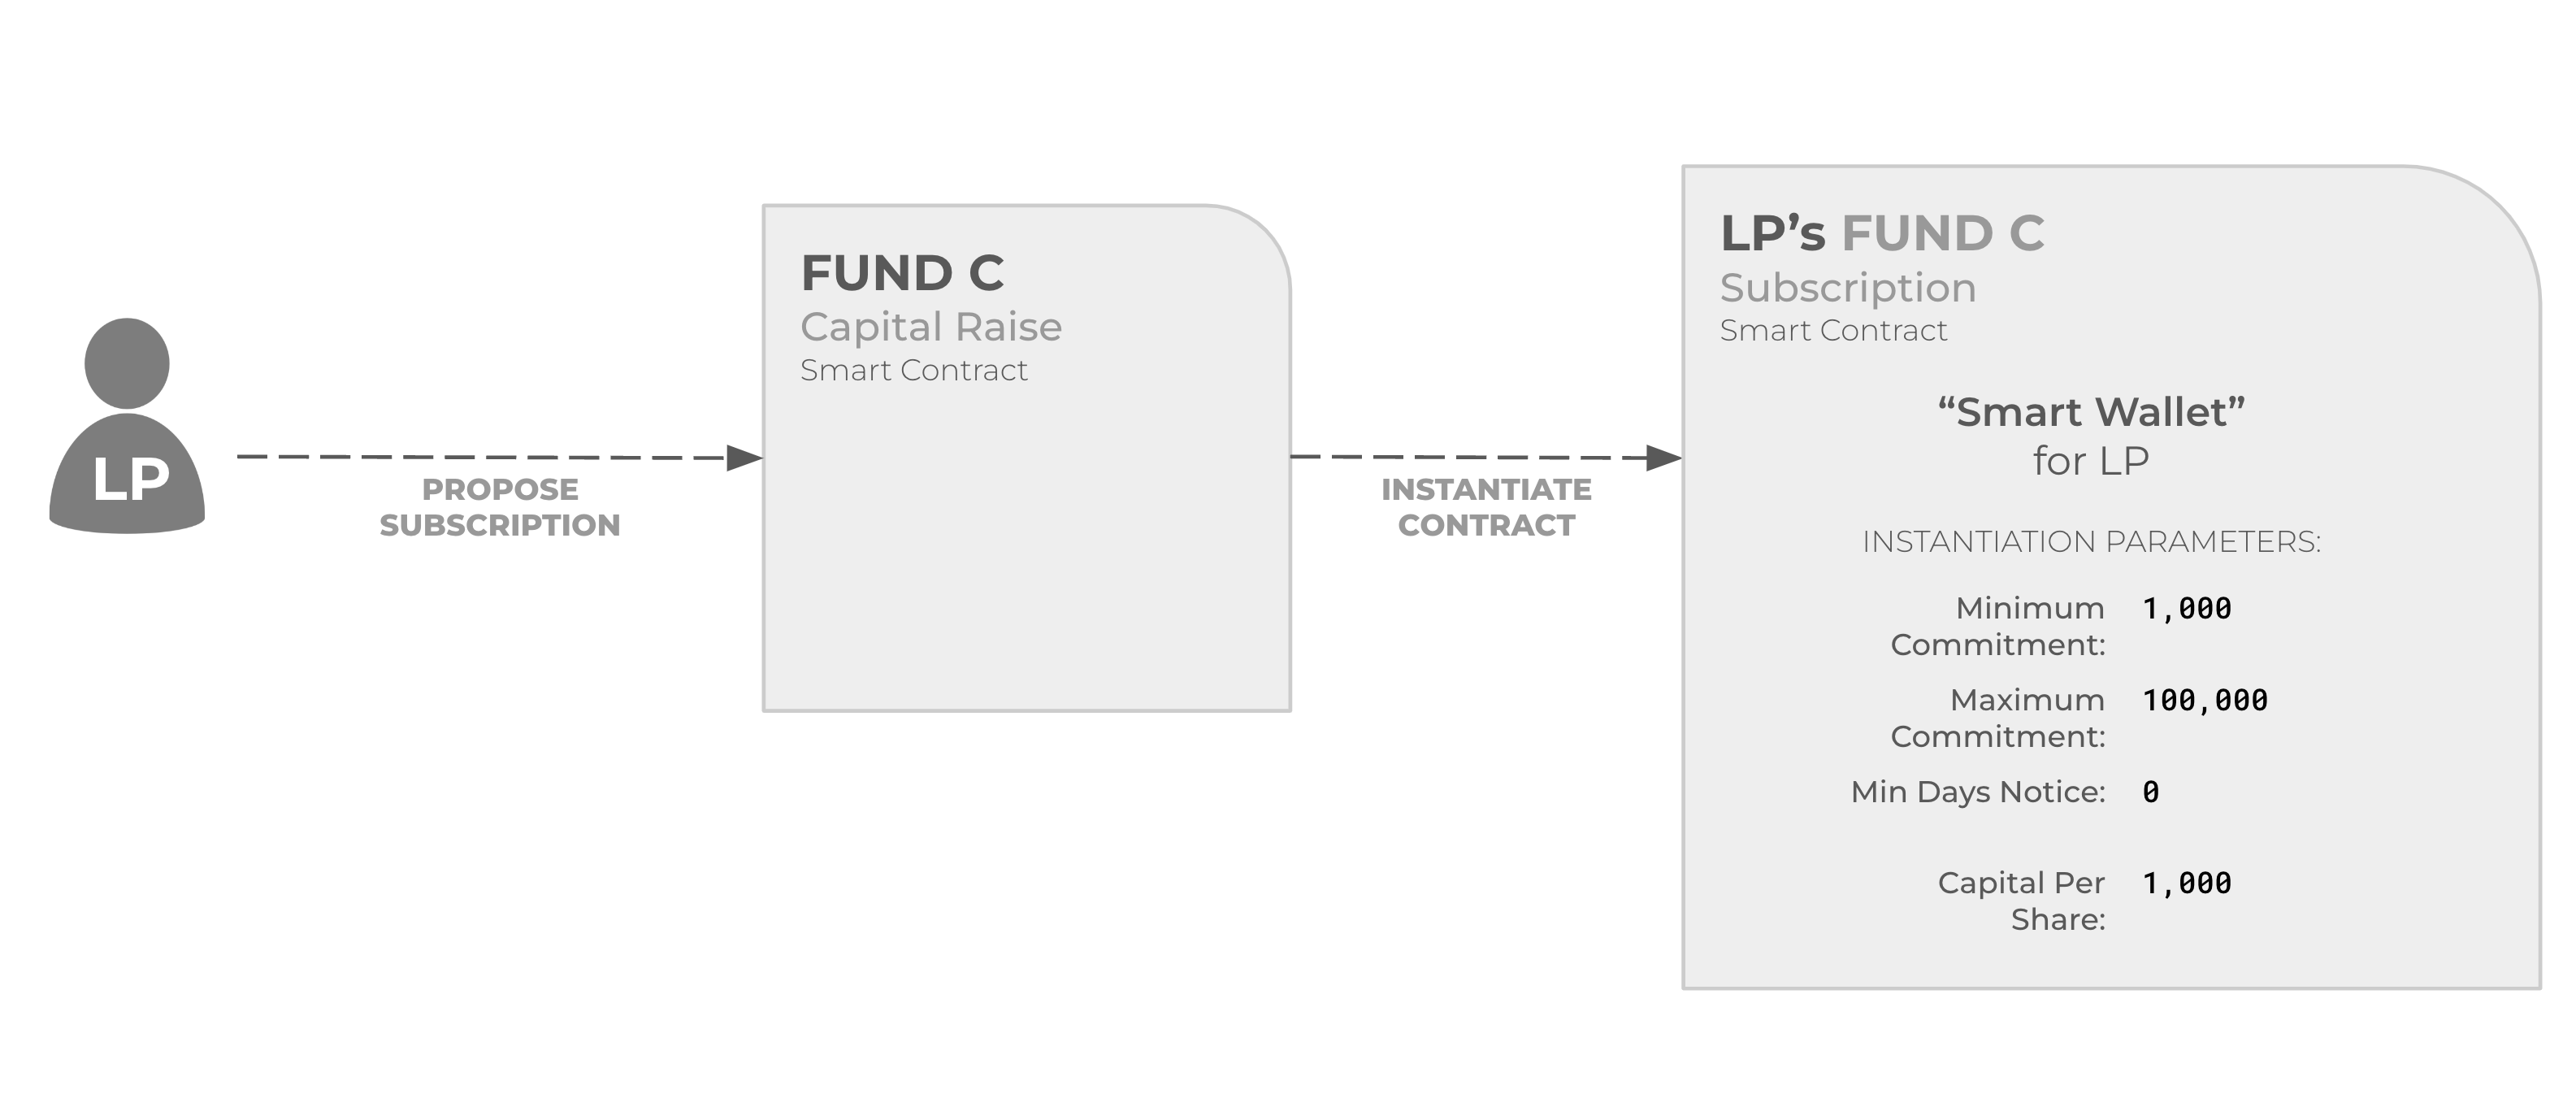 LP
PROPOSE
SUBSCRIPTION
FUND C
Capital Raise
Smart Contract
INSTANTIATE
CONTRACT
LP’s FUND C
Subscription
Smart Contract
“Smart Wallet”
for LP
INSTANTIATION PARAMETERS:
Minimum 1,000
Commitment:
Maximum 100,000
Commitment:
Min Days Notice: 0
Capital Per 1,000
Share: